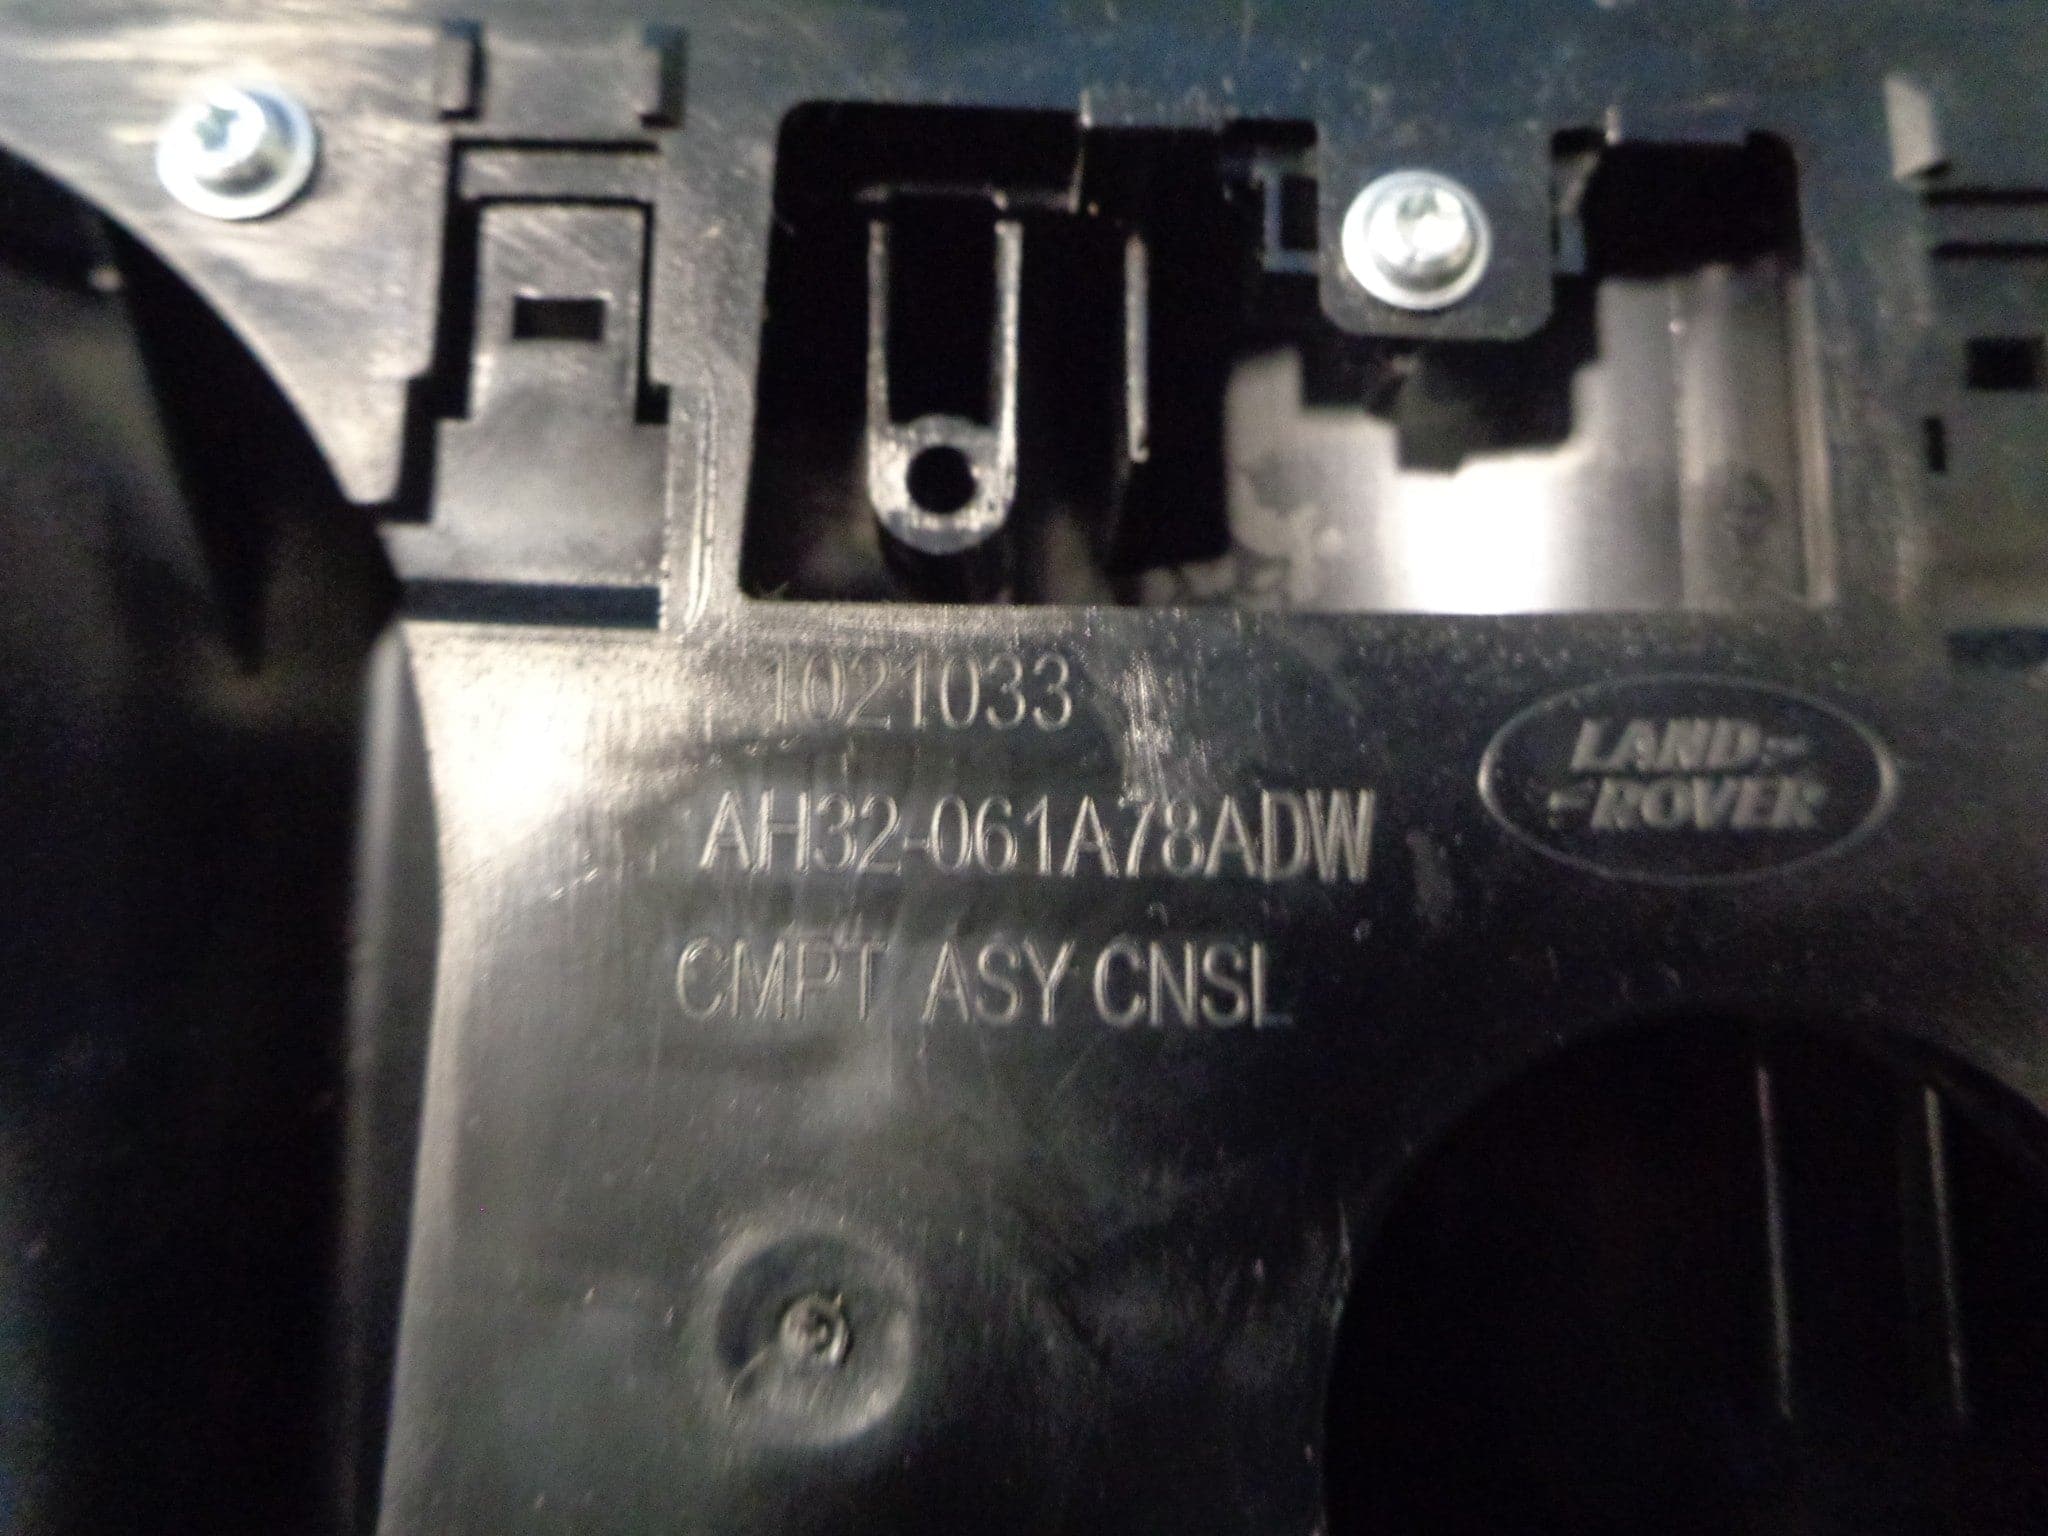 1021033
LAND
ROVER
AH32-061A78ADW
CMPT ASY CNSL